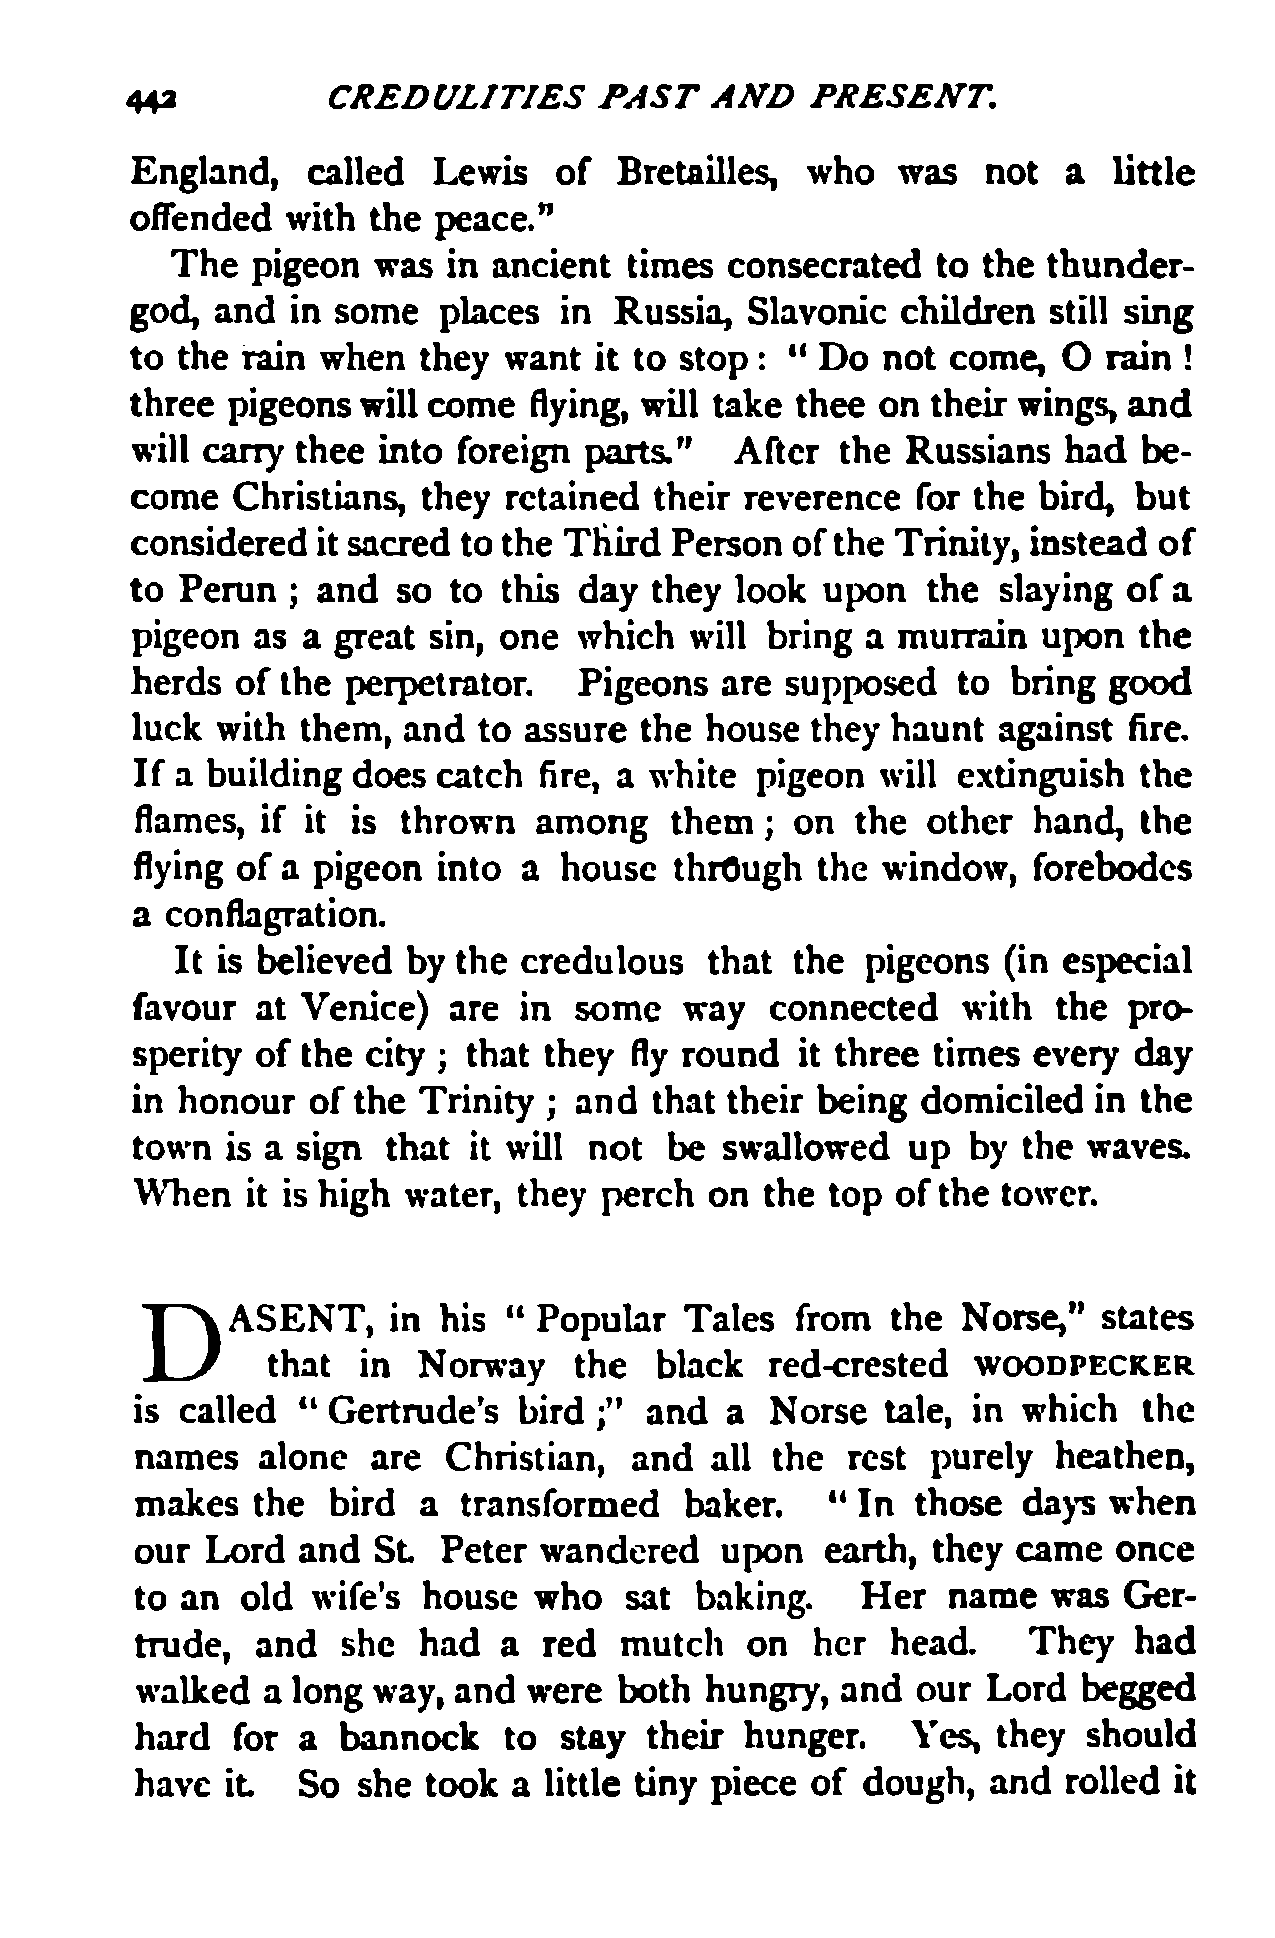 442 CREDULITIES PAST AND PRESENT.
England, called Lewis of Bretailles, who was not a little
offended with the peace."
The pigeon was in ancient times consecrated to the thunder-
god, and in some places in Russia, Slavonic children still sing
to the rain when they want it to stop : " Do not come, O rain !
three pigeons will come flying, will take thee on their wings, and
will carry thee into foreign parts." After the Russians had be-
come Christians, they retained their reverence for the bird, but
considered it sacred to the Third Person of the Trinity, instead of
to Perun ; and so to this day they look upon the slaying of a
pigeon as a great sin, one which will bring a murrain upon the
herds of the perpetrator. Pigeons are supposed to bring good
luck with them, and to assure the house they haunt against fire.
If a building does catch fire, a white pigeon will extinguish the
flames, if it is thrown among them ; on the other hand, the
flying of a pigeon into a house through the window, forebodes
a conflagration.
It is believed by the credulous that the pigeons (in especial
favour at Venice) are in some way connected with the pro-
sperity of the city ; that they fly round it three times every day
in honour of the Trinity ; and that their being domiciled in the
town is a sign that it will not be swallowed up by the waves.
When it is high water, they perch on the top of the tower.
DASENT, in his " Popular Tales from the Norse," states
that in Norway the black red-crested WOODPECKER
is called " Gertrude's bird ;" and a Norse tale, in which the
names alone are Christian, and all the rest purely heathen,
makes the bird a transformed baker. " In those days when
our Lord and St. Peter wandered upon earth, they came once
to an old wife's house who sat baking. Her name was Ger-
trude, and she had a red mutch on her head. They had
walked a long way, and were both hungry, and our Lord begged
hard for a bannock to stay their hunger. Yes, they should
have it. So she took a little tiny piece of dough, and rolled it